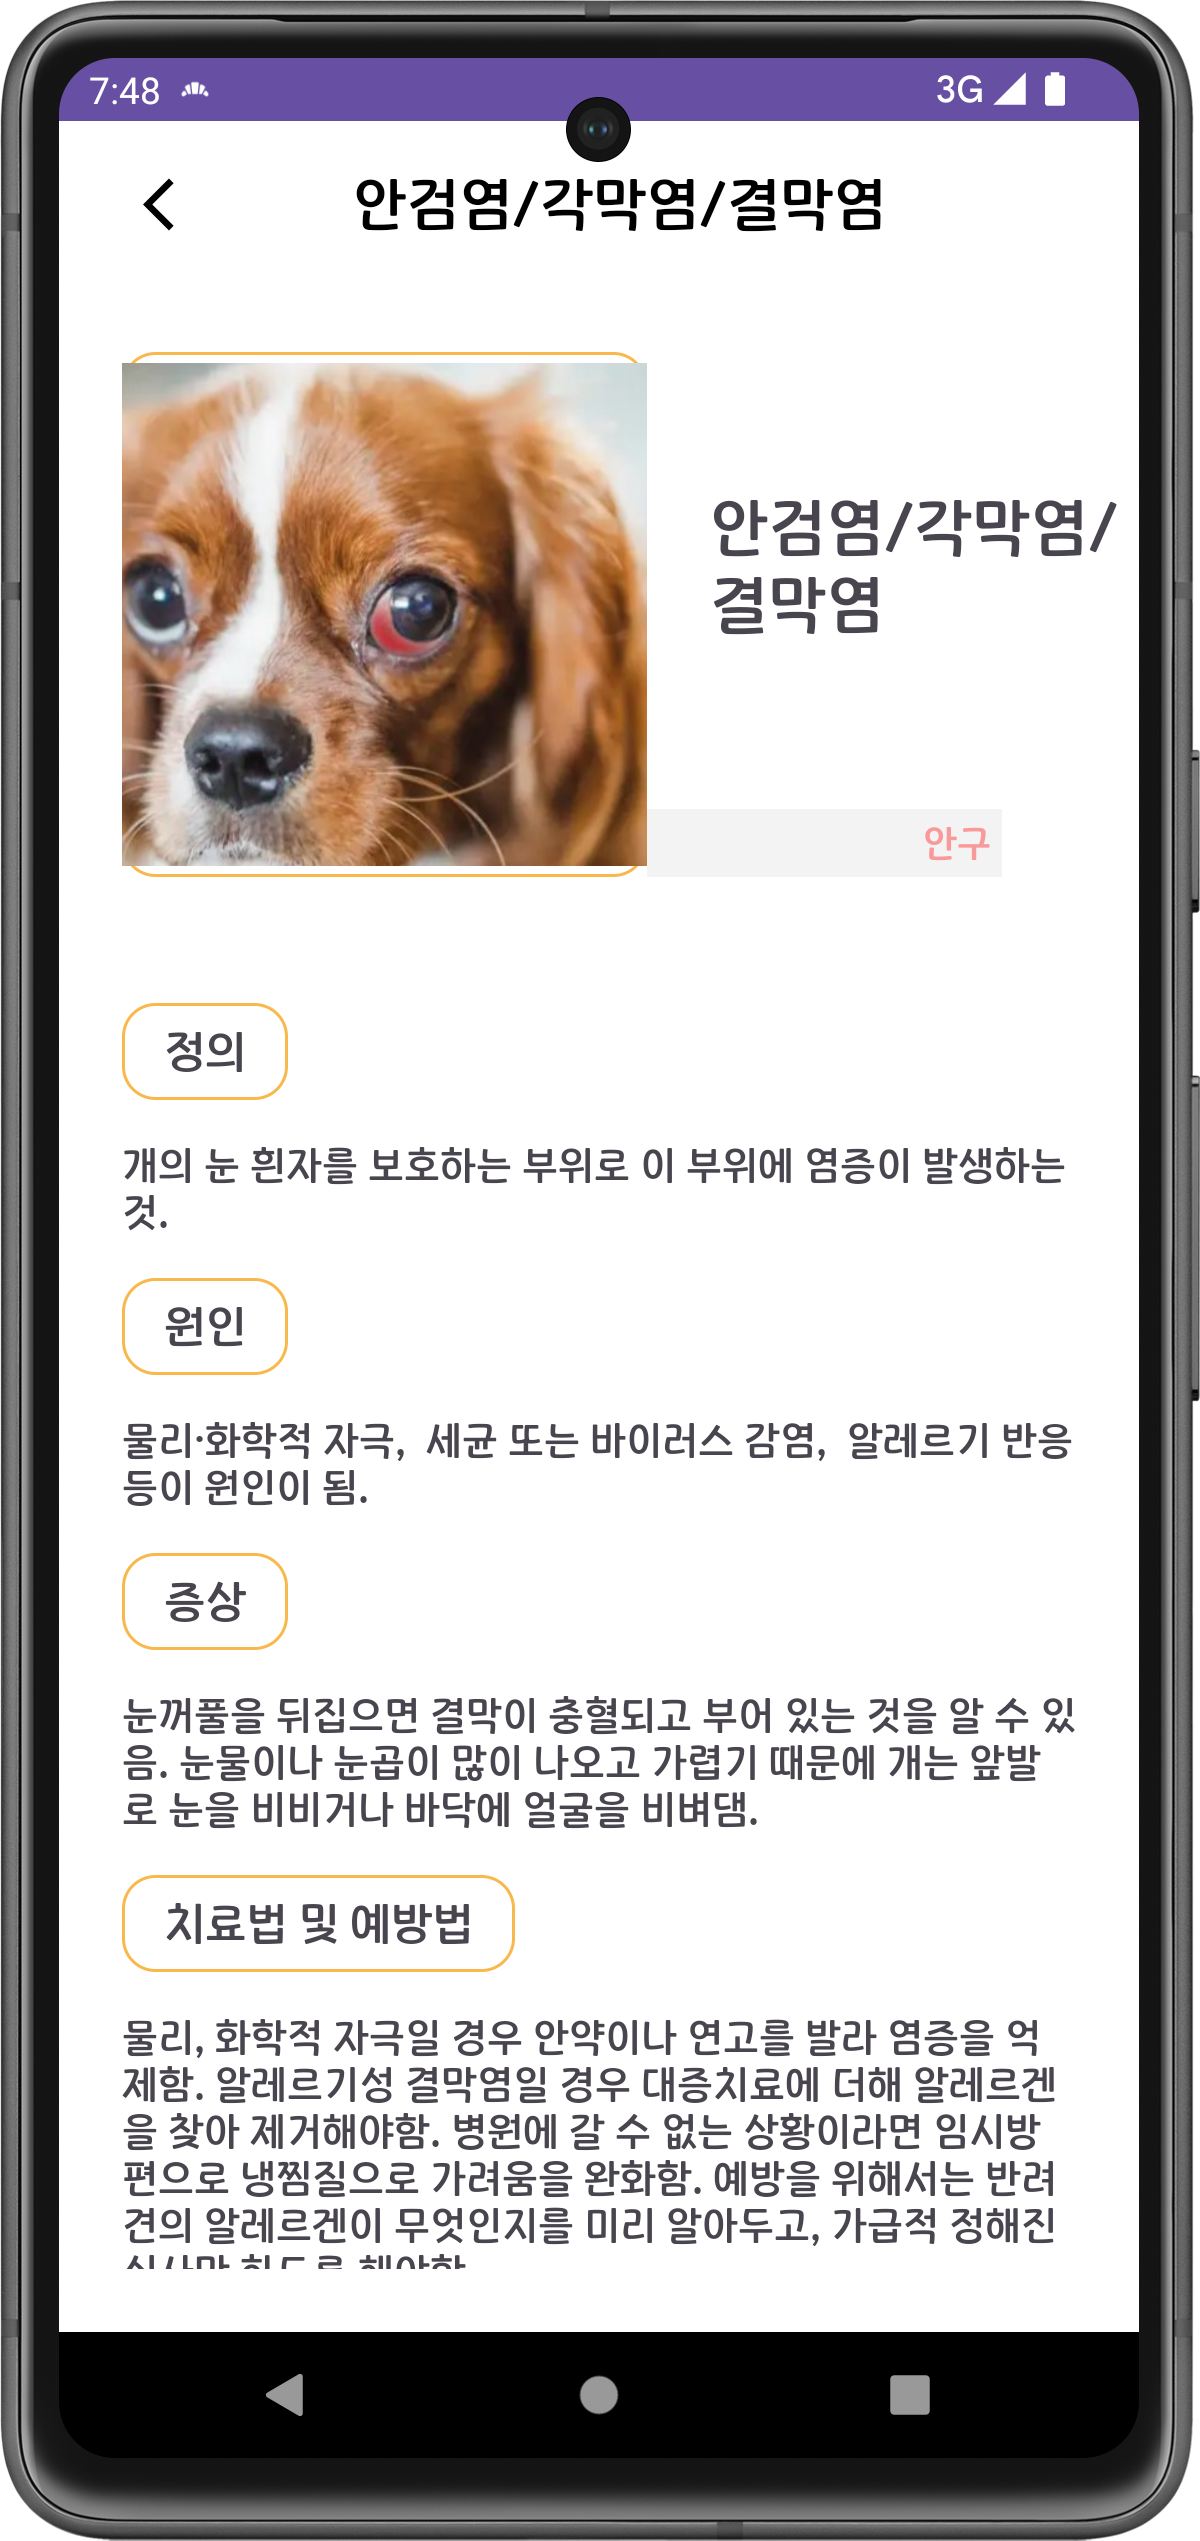 7:48
3G
안검염/각막염/결막염
안검염/각막염/
결막염
안구
정의
개의 눈 흰자를 보호하는 부위로 이 부위에 염증이 발생하는
것.
원인
물리·화학적 자극, 세균 또는 바이러스 감염, 알레르기 반응
등이 원인이 됨.
증상
눈꺼풀을 뒤집으면 결막이 충혈되고 부어 있는 것을 알 수 있
음. 눈물이나 눈곱이 많이 나오고 가렵기 때문에 개는 앞발
로 눈을 비비거나 바닥에 얼굴을 비벼댐.
치료법 및 예방법
물리, 화학적 자극일 경우 안약이나 연고를 발라 염증을 억
제함. 알레르기성 결막염일 경우 대증치료에 더해 알레르겐
을 찾아 제거해야함. 병원에 갈 수 없는 상황이라면 임시방
편으로 냉찜질으로 가려움을 완화함. 예방을 위해서는 반려
견의 알레르겐이 무엇인지를 미리 알아두고, 가급적 정해진